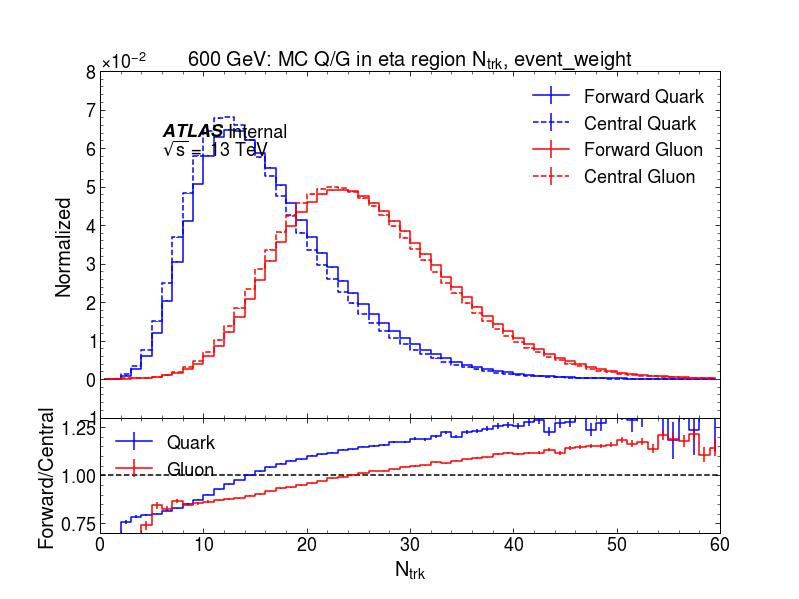 ×10⁻²
600 GeV: MC Q/G in eta region Nₜᵣₖ, event_weight
8
7
6
5
4
3
2
1
0
Normalized
ATLAS Internal
√s = 13 TeV
Forward Quark
Central Quark
Forward Gluon
Central Gluon
1
1.25
1.00
0.75
Forward/Central
Quark
Gluon
0 10 20 30 40 50 60
Nₜᵣₖ